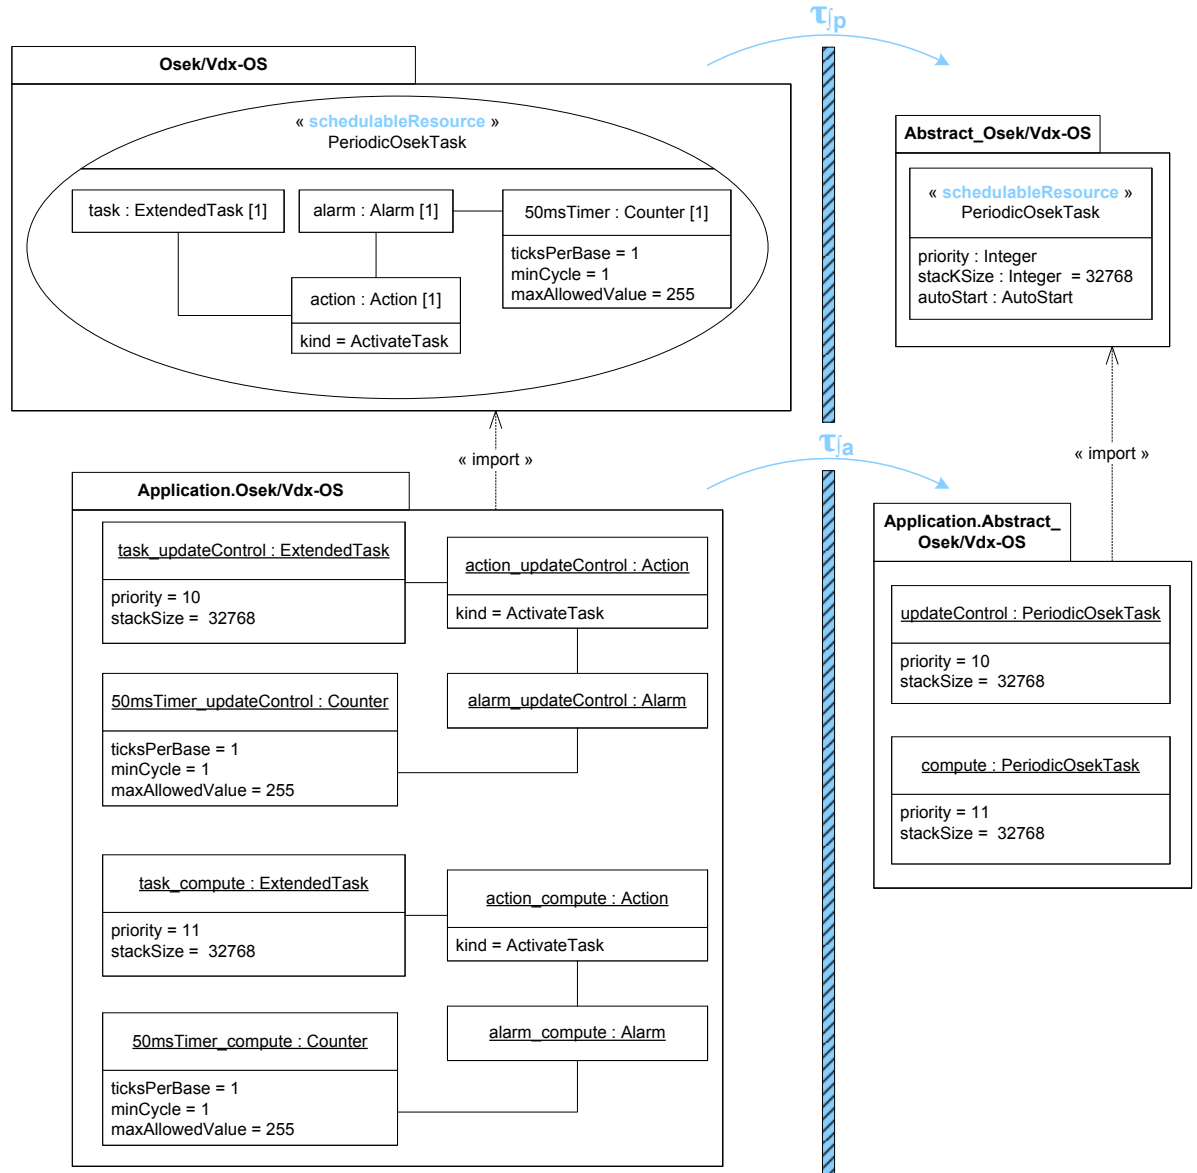 τ∫p
Osek/Vdx-OS
« schedulableResource »
PeriodicOsekTask
task : ExtendedTask [1]
alarm : Alarm [1]
50msTimer : Counter [1]
ticksPerBase = 1
minCycle = 1
maxAllowedValue = 255
action : Action [1]
kind = ActivateTask
Abstract_Osek/Vdx-OS
« schedulableResource »
PeriodicOsekTask
priority : Integer
stacKSize : Integer = 32768
autoStart : AutoStart
« import »
τ∫a
« import »
Application.Osek/Vdx-OS
task_updateControl : ExtendedTask
priority = 10
stackSize = 32768
action_updateControl : Action
kind = ActivateTask
50msTimer_updateControl : Counter
ticksPerBase = 1
minCycle = 1
maxAllowedValue = 255
alarm_updateControl : Alarm
task_compute : ExtendedTask
priority = 11
stackSize = 32768
action_compute : Action
kind = ActivateTask
50msTimer_compute : Counter
ticksPerBase = 1
minCycle = 1
maxAllowedValue = 255
alarm_compute : Alarm
Application.Abstract_
Osek/Vdx-OS
updateControl : PeriodicOsekTask
priority = 10
stackSize = 32768
compute : PeriodicOsekTask
priority = 11
stackSize = 32768